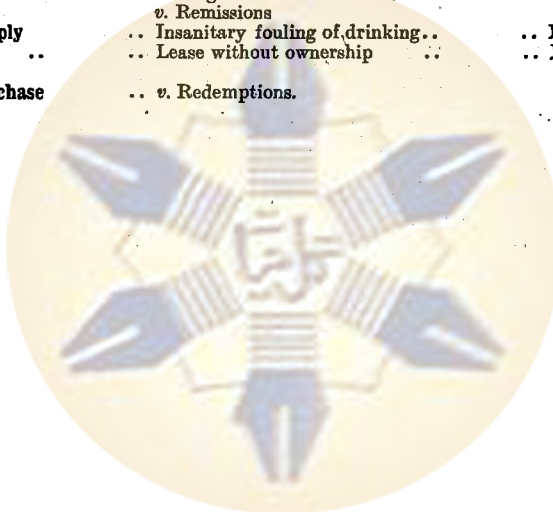 v. Remissions
ply .. Insanitary fouling of drinking.. ..
.. .. Lease without ownership .. ..
chase .. v. Redemptions.